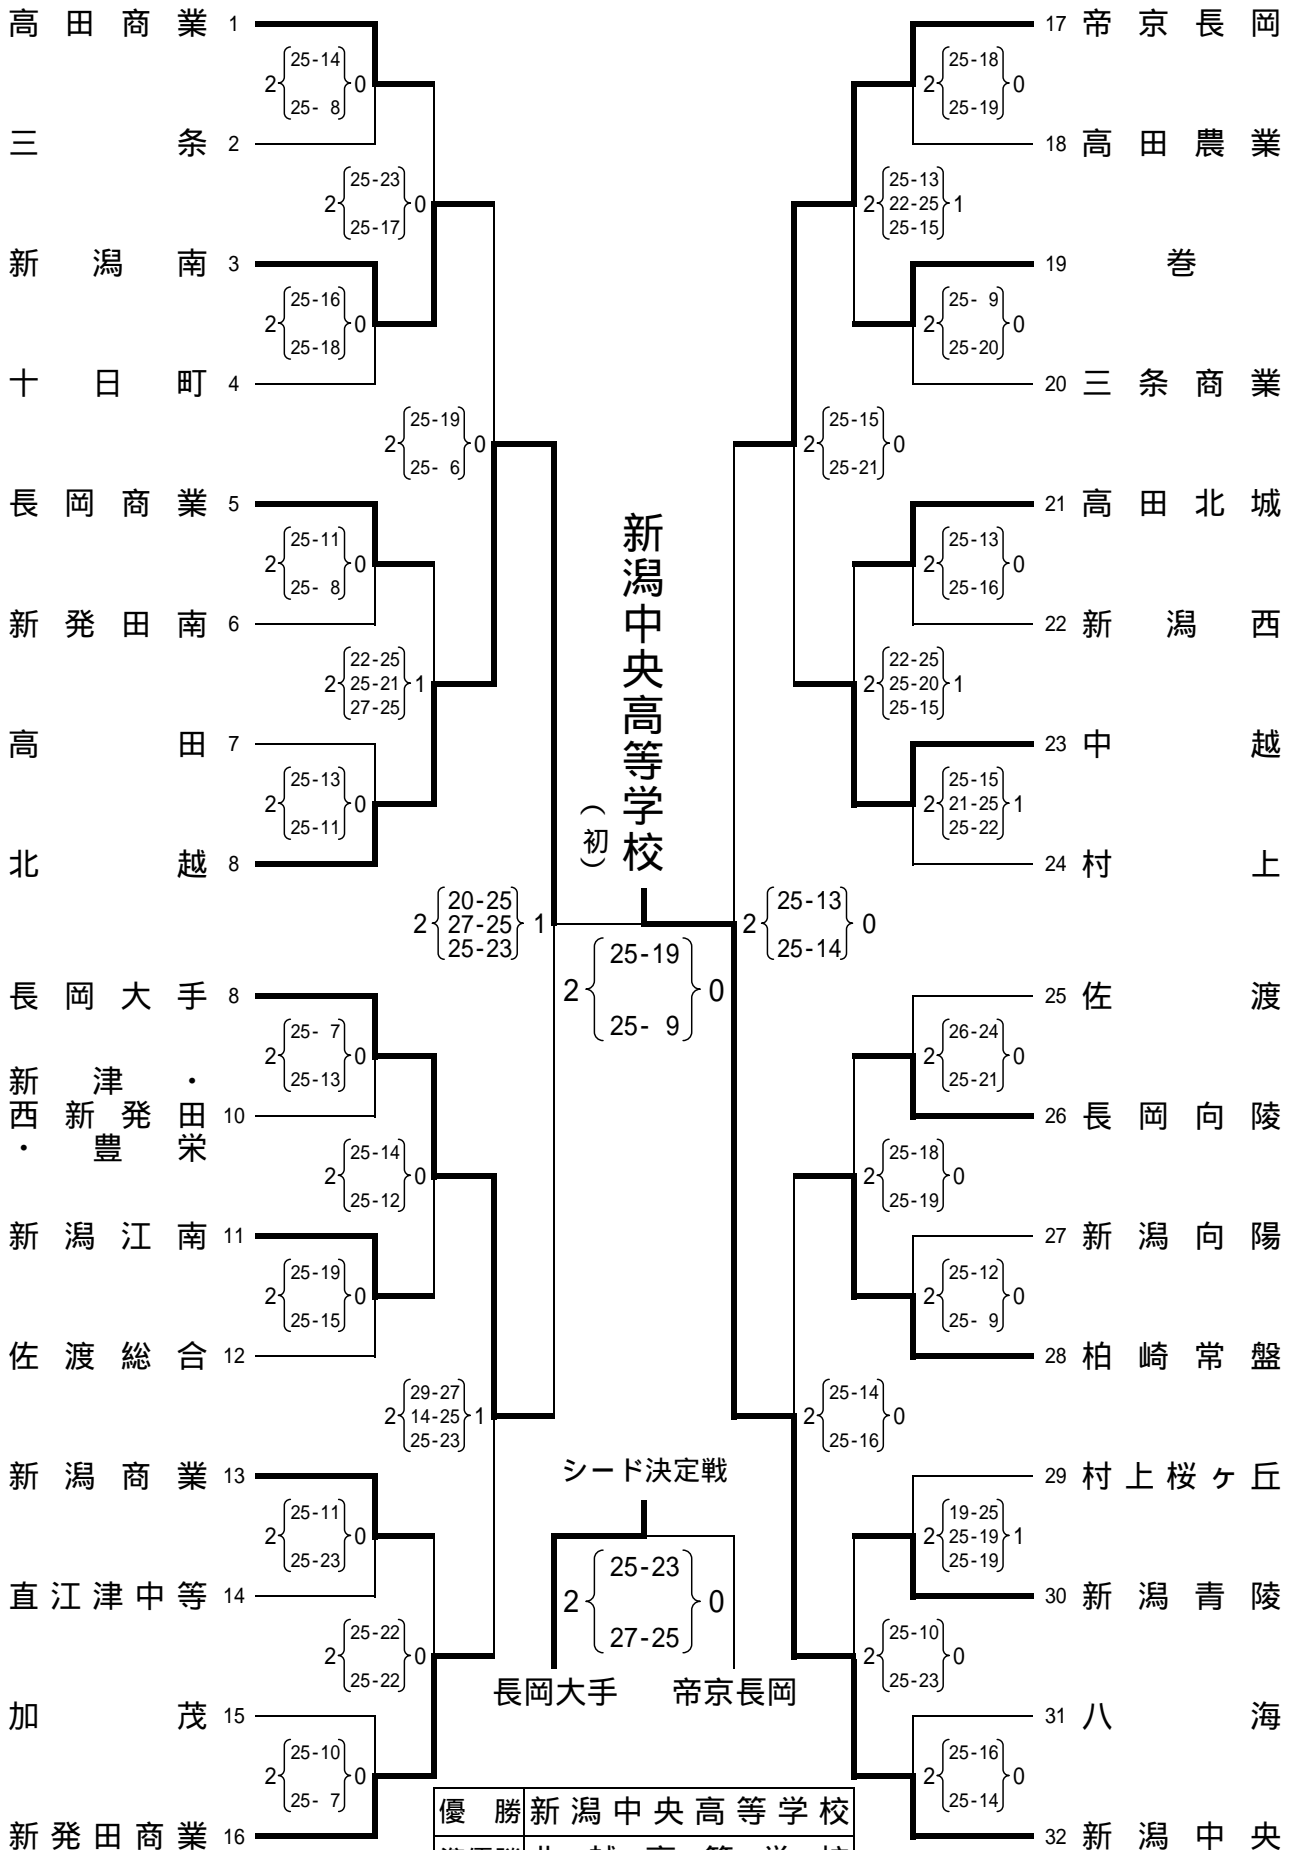 高田商業 1
25-14
2 0
25- 8
三条 2
25-23
2 0
25-17
新潟南 3
25-16
2 0
25-18
十日町 4
25-19
2 0
25- 6
長岡商業 5
25-11
2 0
25- 8
新発田南 6
22-25
2 25-21 1
27-25
高田 7
25-13
2 0
25-11
北越 8
20-25
2 27-25 1
25-23
長岡大手 8
25- 7
2 0
25-13
新津・
西新発田 10
・豊栄
25-14
2 0
25-12
新潟江南 11
25-19
2 0
25-15
佐渡総合 12
29-27
2 14-25 1
25-23
新潟商業 13
25-11
2 0
25-23
直江津中等 14
25-22
2 0
25-22
加茂 15
25-10
2 0
25- 7
新発田商業 16
新潟中央高等学校
(初)
25-19
2 0
25- 9
シード決定戦
25-23
2 0
27-25
長岡大手 帝京長岡
優勝 新潟中央高等学校
17 帝京長岡
25-18
2 0
25-19
18 高田農業
25-13
2 22-25 1
25-15
19 巻
25- 9
2 0
25-20
20 三条商業
25-15
2 0
25-21
21 高田北城
25-13
2 0
25-16
22 新潟西
22-25
2 25-20 1
25-15
23 中越
25-15
2 21-25 1
25-22
24 村上
25-13
2 0
25-14
25 佐渡
26-24
2 0
25-21
26 長岡向陵
25-18
2 0
25-19
27 新潟向陽
25-12
2 0
25- 9
28 柏崎常盤
25-14
2 0
25-16
29 村上桜ヶ丘
19-25
2 25-19 1
25-19
30 新潟青陵
25-10
2 0
25-23
31 八海
25-16
2 0
25-14
32 新潟中央